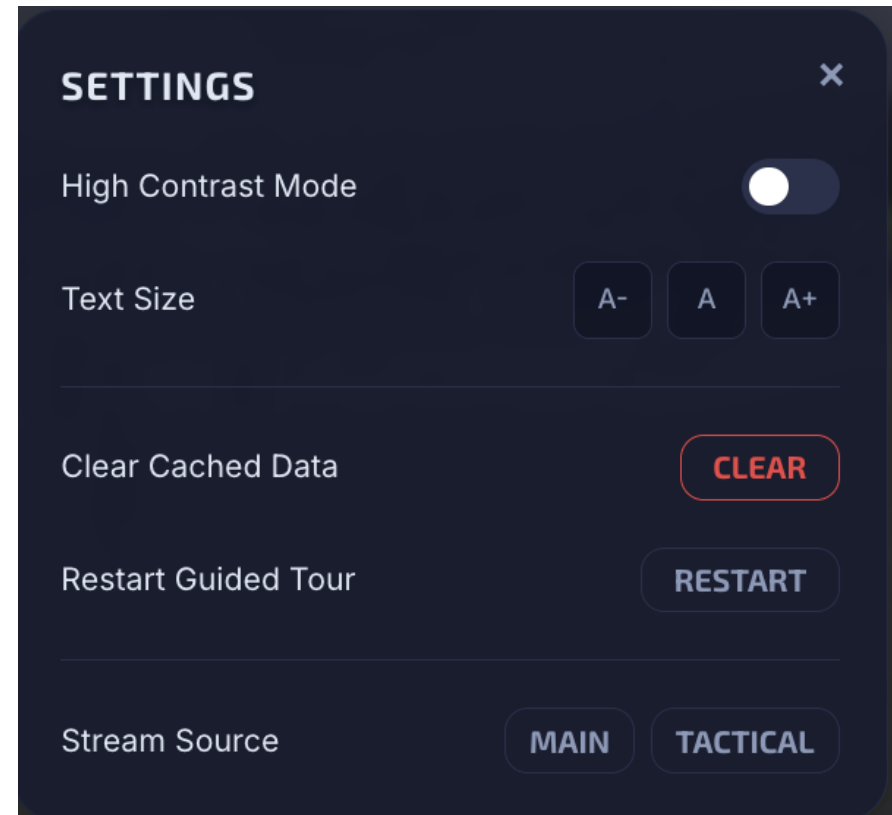 SETTINGS ×
High Contrast Mode
Text Size A- A A+
Clear Cached Data CLEAR
Restart Guided Tour RESTART
Stream Source MAIN TACTICAL